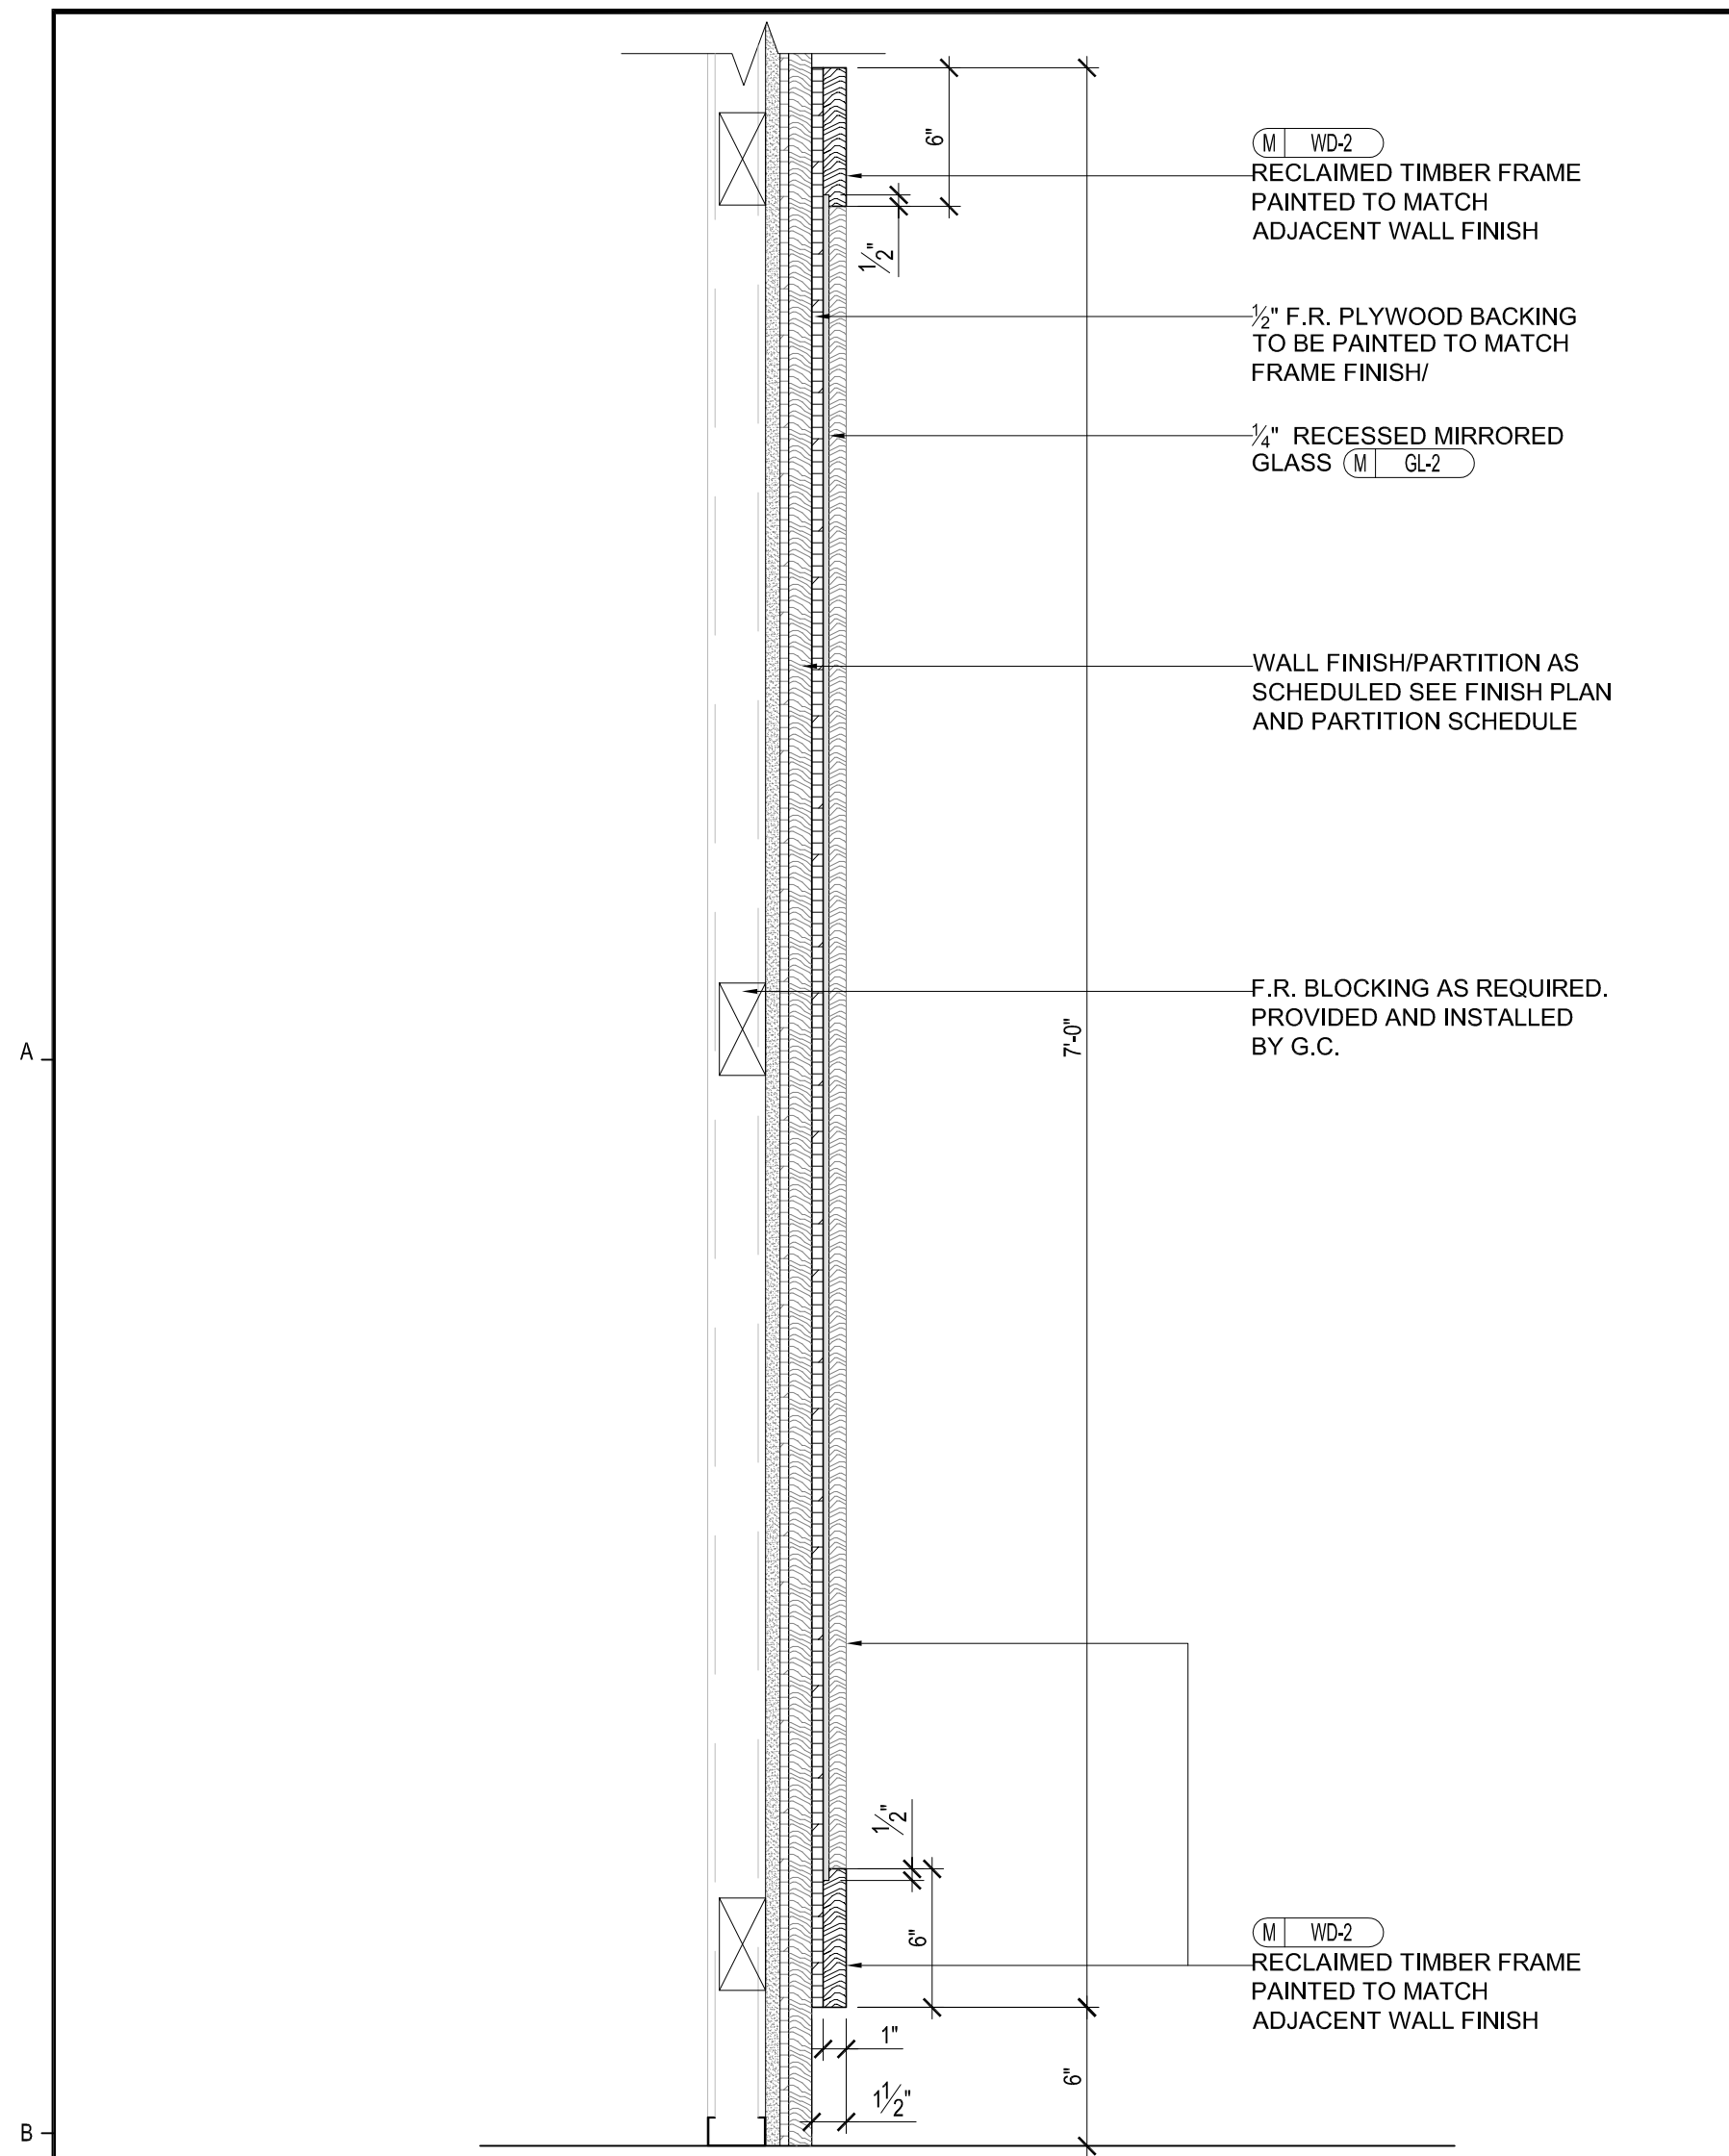 6"
1/2"
M WD-2
RECLAIMED TIMBER FRAME
PAINTED TO MATCH
ADJACENT WALL FINISH
1/2" F.R. PLYWOOD BACKING
TO BE PAINTED TO MATCH
FRAME FINISH/
1/4" RECESSED MIRRORED
GLASS M GL-2
WALL FINISH/PARTITION AS
SCHEDULED SEE FINISH PLAN
AND PARTITION SCHEDULE
F.R. BLOCKING AS REQUIRED.
PROVIDED AND INSTALLED
BY G.C.
7'-0"
A
1/2"
6"
M WD-2
RECLAIMED TIMBER FRAME
PAINTED TO MATCH
ADJACENT WALL FINISH
1"
1 1/2"
6"
B